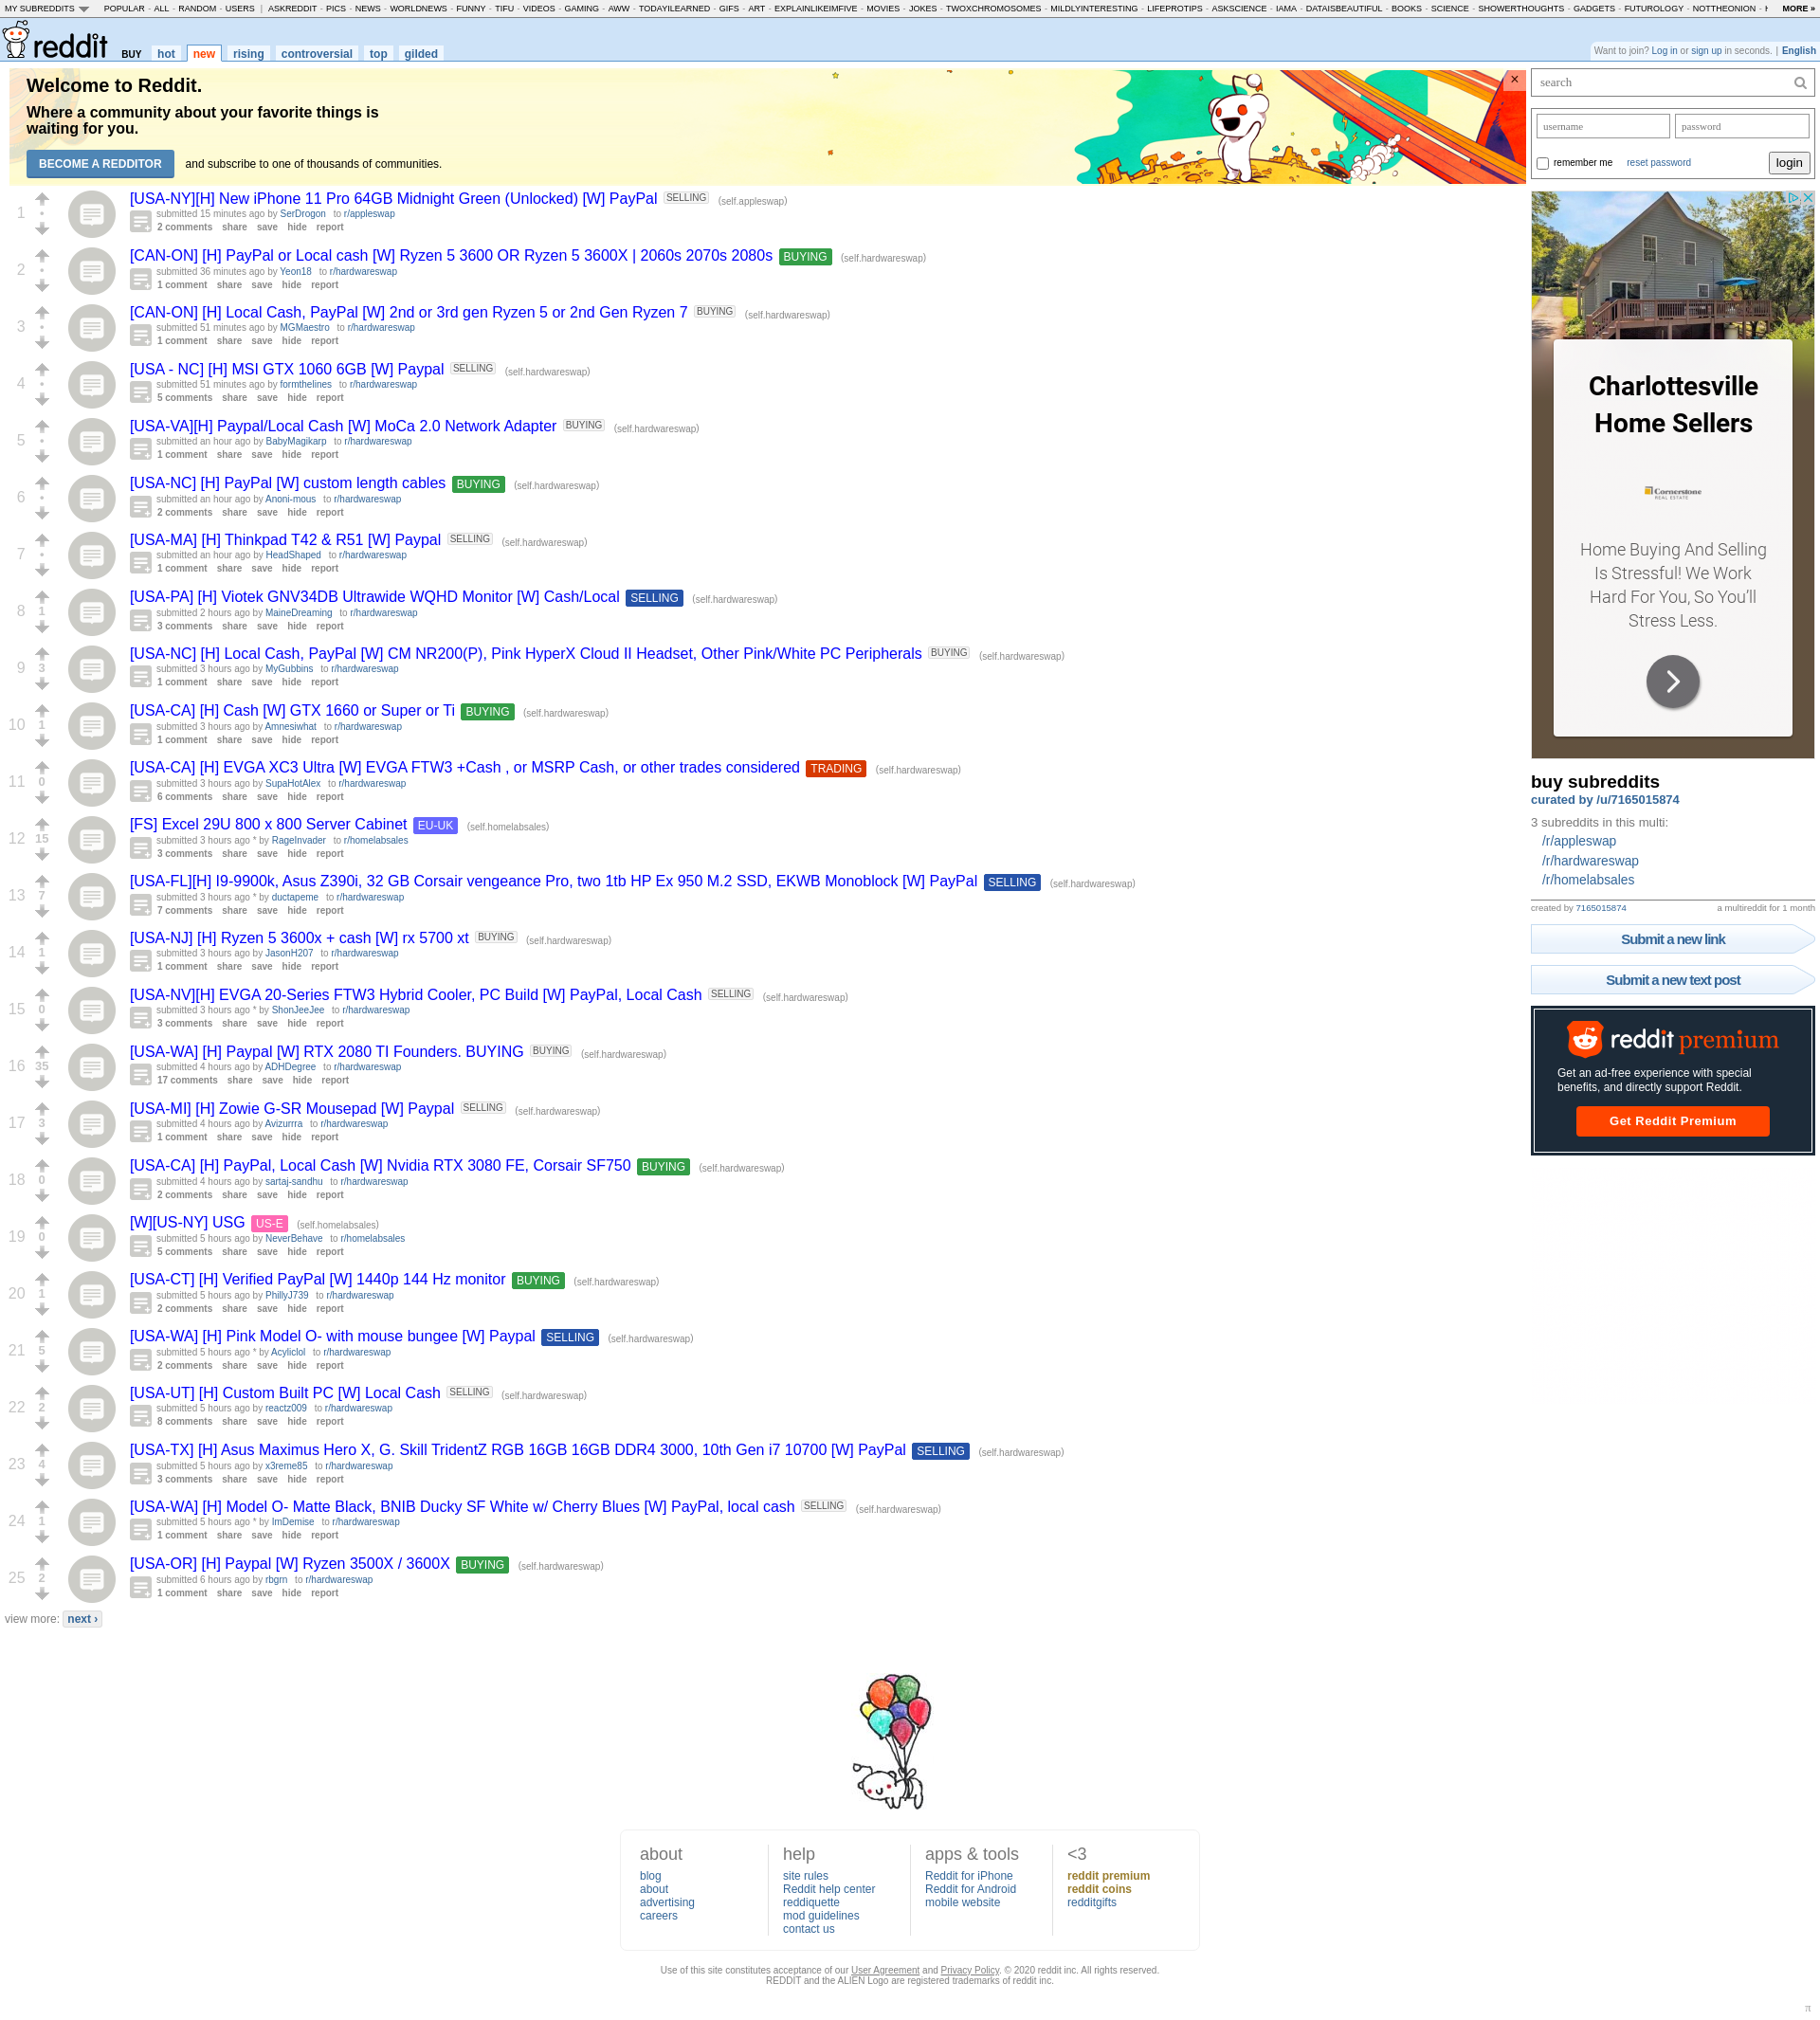 MY SUBREDDITS POPULAR - ALL - RANDOM - USERS | ASKREDDIT - PICS - NEWS - WORLDNEWS - FUNNY - TIFU - VIDEOS - GAMING - AWW - TODAYILEARNED - GIFS - ART - EXPLAINLIKEIMFIVE - MOVIES - JOKES - TWOXCHROMOSOMES - MILDLYINTERESTING - LIFEPROTIPS - ASKSCIENCE - IAMA - DATAISBEAUTIFUL - BOOKS - SCIENCE - SHOWERTHOUGHTS - GADGETS - FUTUROLOGY - NOTTHEONION - MORE »
reddit BUY hot new rising controversial top gilded
Want to join? Log in or sign up in seconds. | English
Welcome to Reddit.
Where a community about your favorite things is
waiting for you.
BECOME A REDDITOR and subscribe to one of thousands of communities.
×
1
[USA-NY][H] New iPhone 11 Pro 64GB Midnight Green (Unlocked) [W] PayPal SELLING (self.appleswap)
submitted 15 minutes ago by SerDrogon to r/appleswap
2 comments share save hide report
2
[CAN-ON] [H] PayPal or Local cash [W] Ryzen 5 3600 OR Ryzen 5 3600X | 2060s 2070s 2080s BUYING (self.hardwareswap)
submitted 36 minutes ago by Yeon18 to r/hardwareswap
1 comment share save hide report
3
[CAN-ON] [H] Local Cash, PayPal [W] 2nd or 3rd gen Ryzen 5 or 2nd Gen Ryzen 7 BUYING (self.hardwareswap)
submitted 51 minutes ago by MGMaestro to r/hardwareswap
1 comment share save hide report
4
[USA - NC] [H] MSI GTX 1060 6GB [W] Paypal SELLING (self.hardwareswap)
submitted 51 minutes ago by formthelines to r/hardwareswap
5 comments share save hide report
5
[USA-VA][H] Paypal/Local Cash [W] MoCa 2.0 Network Adapter BUYING (self.hardwareswap)
submitted an hour ago by BabyMagikarp to r/hardwareswap
1 comment share save hide report
6
[USA-NC] [H] PayPal [W] custom length cables BUYING (self.hardwareswap)
submitted an hour ago by Anoni-mous to r/hardwareswap
2 comments share save hide report
7
[USA-MA] [H] Thinkpad T42 & R51 [W] Paypal SELLING (self.hardwareswap)
submitted an hour ago by HeadShaped to r/hardwareswap
1 comment share save hide report
8 1
[USA-PA] [H] Viotek GNV34DB Ultrawide WQHD Monitor [W] Cash/Local SELLING (self.hardwareswap)
submitted 2 hours ago by MaineDreaming to r/hardwareswap
3 comments share save hide report
9 3
[USA-NC] [H] Local Cash, PayPal [W] CM NR200(P), Pink HyperX Cloud II Headset, Other Pink/White PC Peripherals BUYING (self.hardwareswap)
submitted 3 hours ago by MyGubbins to r/hardwareswap
1 comment share save hide report
10 1
[USA-CA] [H] Cash [W] GTX 1660 or Super or Ti BUYING (self.hardwareswap)
submitted 3 hours ago by Amnesiwhat to r/hardwareswap
1 comment share save hide report
11 0
[USA-CA] [H] EVGA XC3 Ultra [W] EVGA FTW3 +Cash , or MSRP Cash, or other trades considered TRADING (self.hardwareswap)
submitted 3 hours ago by SupaHotAlex to r/hardwareswap
6 comments share save hide report
12 15
[FS] Excel 29U 800 x 800 Server Cabinet EU-UK (self.homelabsales)
submitted 3 hours ago * by RageInvader to r/homelabsales
3 comments share save hide report
13 7
[USA-FL][H] I9-9900k, Asus Z390i, 32 GB Corsair vengeance Pro, two 1tb HP Ex 950 M.2 SSD, EKWB Monoblock [W] PayPal SELLING (self.hardwareswap)
submitted 3 hours ago * by ductapeme to r/hardwareswap
7 comments share save hide report
14 1
[USA-NJ] [H] Ryzen 5 3600x + cash [W] rx 5700 xt BUYING (self.hardwareswap)
submitted 3 hours ago by JasonH207 to r/hardwareswap
1 comment share save hide report
15 0
[USA-NV][H] EVGA 20-Series FTW3 Hybrid Cooler, PC Build [W] PayPal, Local Cash SELLING (self.hardwareswap)
submitted 3 hours ago * by ShonJeeJee to r/hardwareswap
3 comments share save hide report
16 35
[USA-WA] [H] Paypal [W] RTX 2080 TI Founders. BUYING BUYING (self.hardwareswap)
submitted 4 hours ago by ADHDegree to r/hardwareswap
17 comments share save hide report
17 3
[USA-MI] [H] Zowie G-SR Mousepad [W] Paypal SELLING (self.hardwareswap)
submitted 4 hours ago by Avizurrra to r/hardwareswap
1 comment share save hide report
18 0
[USA-CA] [H] PayPal, Local Cash [W] Nvidia RTX 3080 FE, Corsair SF750 BUYING (self.hardwareswap)
submitted 4 hours ago by sartaj-sandhu to r/hardwareswap
2 comments share save hide report
19 0
[W][US-NY] USG US-E (self.homelabsales)
submitted 5 hours ago by NeverBehave to r/homelabsales
5 comments share save hide report
20 1
[USA-CT] [H] Verified PayPal [W] 1440p 144 Hz monitor BUYING (self.hardwareswap)
submitted 5 hours ago by PhillyJ739 to r/hardwareswap
2 comments share save hide report
21 5
[USA-WA] [H] Pink Model O- with mouse bungee [W] Paypal SELLING (self.hardwareswap)
submitted 5 hours ago * by Acyliclol to r/hardwareswap
2 comments share save hide report
22 2
[USA-UT] [H] Custom Built PC [W] Local Cash SELLING (self.hardwareswap)
submitted 5 hours ago by reactz009 to r/hardwareswap
8 comments share save hide report
23 4
[USA-TX] [H] Asus Maximus Hero X, G. Skill TridentZ RGB 16GB 16GB DDR4 3000, 10th Gen i7 10700 [W] PayPal SELLING (self.hardwareswap)
submitted 5 hours ago by x3reme85 to r/hardwareswap
3 comments share save hide report
24 1
[USA-WA] [H] Model O- Matte Black, BNIB Ducky SF White w/ Cherry Blues [W] PayPal, local cash SELLING (self.hardwareswap)
submitted 5 hours ago * by ImDemise to r/hardwareswap
1 comment share save hide report
25 2
[USA-OR] [H] Paypal [W] Ryzen 3500X / 3600X BUYING (self.hardwareswap)
submitted 6 hours ago by rbgrn to r/hardwareswap
1 comment share save hide report
view more: next ›
search
username password
remember me reset password login
Charlottesville
Home Sellers
Cornerstone
REAL ESTATE
Home Buying And Selling
Is Stressful! We Work
Hard For You, So You'll
Stress Less.
buy subreddits
curated by /u/7165015874
3 subreddits in this multi:
/r/appleswap
/r/hardwareswap
/r/homelabsales
created by 7165015874 a multireddit for 1 month
Submit a new link
Submit a new text post
reddit premium
Get an ad-free experience with special
benefits, and directly support Reddit.
Get Reddit Premium
about
blog
about
advertising
careers
help
site rules
Reddit help center
reddiquette
mod guidelines
contact us
apps & tools
Reddit for iPhone
Reddit for Android
mobile website
<3
reddit premium
reddit coins
redditgifts
Use of this site constitutes acceptance of our User Agreement and Privacy Policy. © 2020 reddit inc. All rights reserved.
REDDIT and the ALIEN Logo are registered trademarks of reddit inc.
π